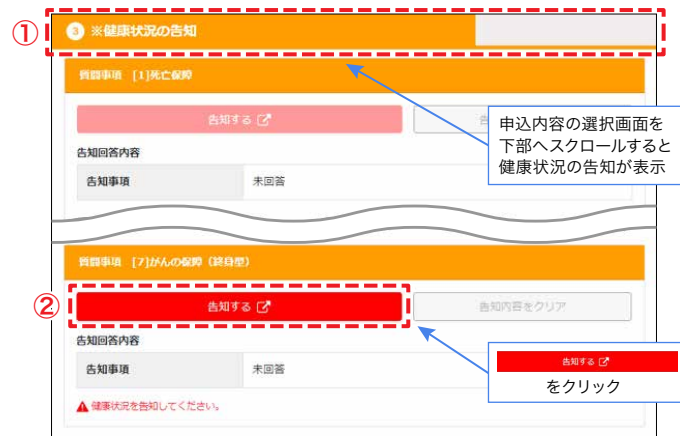 ①
3 ※健康状況の告知
質問事項 [1]死亡保障
告知する
告
申込内容の選択画面を
下部へスクロールすると
健康状況の告知が表示
告知回答内容
告知事項 未回答
質問事項 [7]がんの保障(終身型)
②
告知する 告知内容をクリア
告知回答内容
告知事項 未回答
告知する
をクリック
健康状況を告知してください。